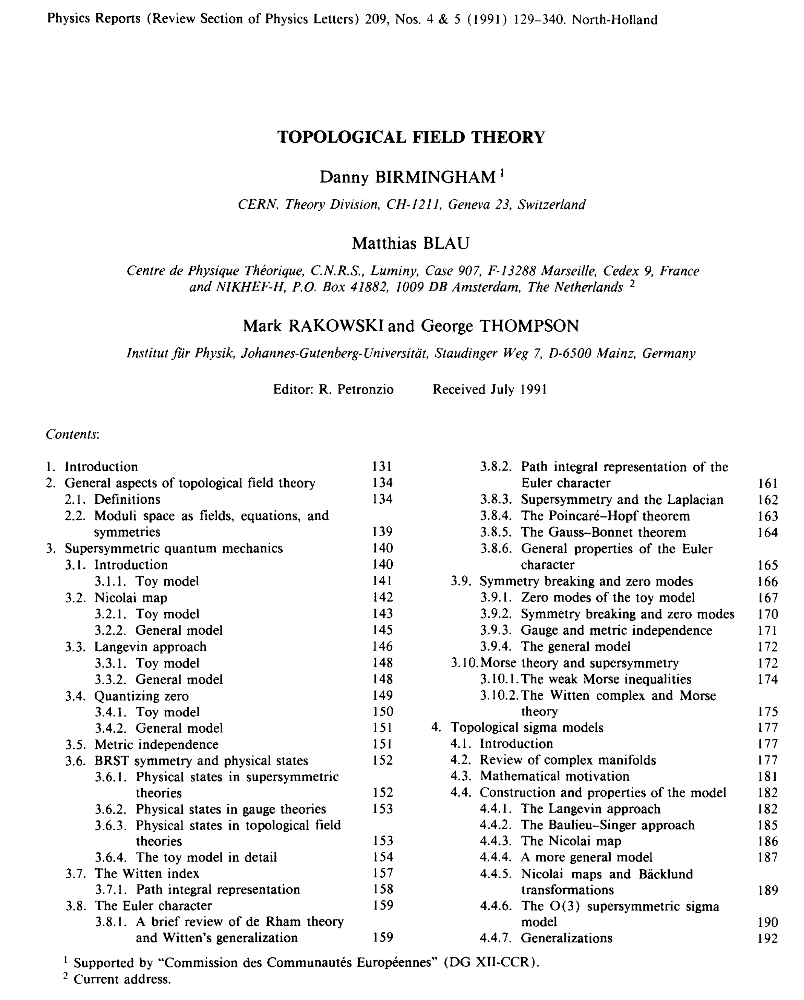 Physics Reports (Review Section of Physics Letters) 209, Nos. 4 & 5 (1991) 129–340. North-Holland
TOPOLOGICAL FIELD THEORY
Danny BIRMINGHAM ¹
CERN, Theory Division, CH-1211, Geneva 23, Switzerland
Matthias BLAU
Centre de Physique Théorique, C.N.R.S., Luminy, Case 907, F-13288 Marseille, Cedex 9, France
and NIKHEF-H, P.O. Box 41882, 1009 DB Amsterdam, The Netherlands ²
Mark RAKOWSKI and George THOMPSON
Institut für Physik, Johannes-Gutenberg-Universität, Staudinger Weg 7, D-6500 Mainz, Germany
Editor: R. Petronzio Received July 1991
Contents:
1. Introduction 131
2. General aspects of topological field theory 134
2.1. Definitions 134
2.2. Moduli space as fields, equations, and
symmetries 139
3. Supersymmetric quantum mechanics 140
3.1. Introduction 140
3.1.1. Toy model 141
3.2. Nicolai map 142
3.2.1. Toy model 143
3.2.2. General model 145
3.3. Langevin approach 146
3.3.1. Toy model 148
3.3.2. General model 148
3.4. Quantizing zero 149
3.4.1. Toy model 150
3.4.2. General model 151
3.5. Metric independence 151
3.6. BRST symmetry and physical states 152
3.6.1. Physical states in supersymmetric
theories 152
3.6.2. Physical states in gauge theories 153
3.6.3. Physical states in topological field
theories 153
3.6.4. The toy model in detail 154
3.7. The Witten index 157
3.7.1. Path integral representation 158
3.8. The Euler character 159
3.8.1. A brief review of de Rham theory
and Witten's generalization 159
3.8.2. Path integral representation of the
Euler character 161
3.8.3. Supersymmetry and the Laplacian 162
3.8.4. The Poincaré–Hopf theorem 163
3.8.5. The Gauss–Bonnet theorem 164
3.8.6. General properties of the Euler
character 165
3.9. Symmetry breaking and zero modes 166
3.9.1. Zero modes of the toy model 167
3.9.2. Symmetry breaking and zero modes 170
3.9.3. Gauge and metric independence 171
3.9.4. The general model 172
3.10. Morse theory and supersymmetry 172
3.10.1. The weak Morse inequalities 174
3.10.2. The Witten complex and Morse
theory 175
4. Topological sigma models 177
4.1. Introduction 177
4.2. Review of complex manifolds 177
4.3. Mathematical motivation 181
4.4. Construction and properties of the model 182
4.4.1. The Langevin approach 182
4.4.2. The Baulieu–Singer approach 185
4.4.3. The Nicolai map 186
4.4.4. A more general model 187
4.4.5. Nicolai maps and Bäcklund
transformations 189
4.4.6. The O(3) supersymmetric sigma
model 190
4.4.7. Generalizations 192
¹ Supported by “Commission des Communautés Européennes” (DG XII-CCR).
² Current address.